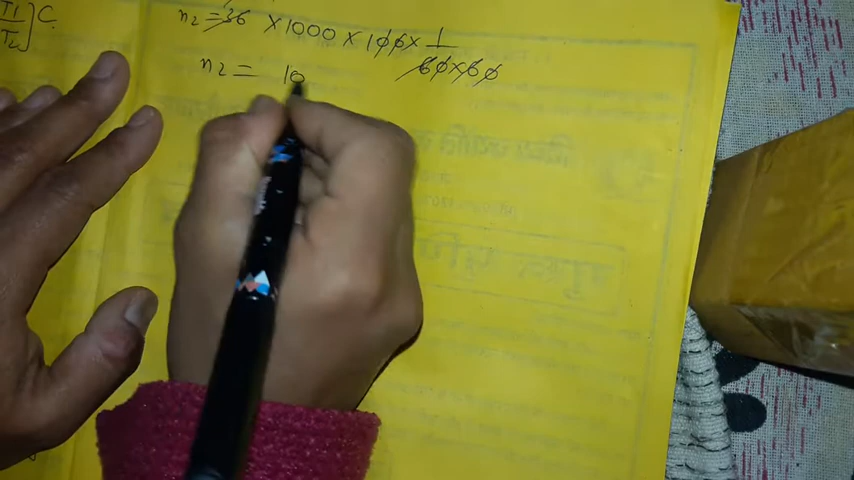 T1
T2 ] C.
n2 = 36 × 1000 × 100 × 1
60×60
n2 = 10